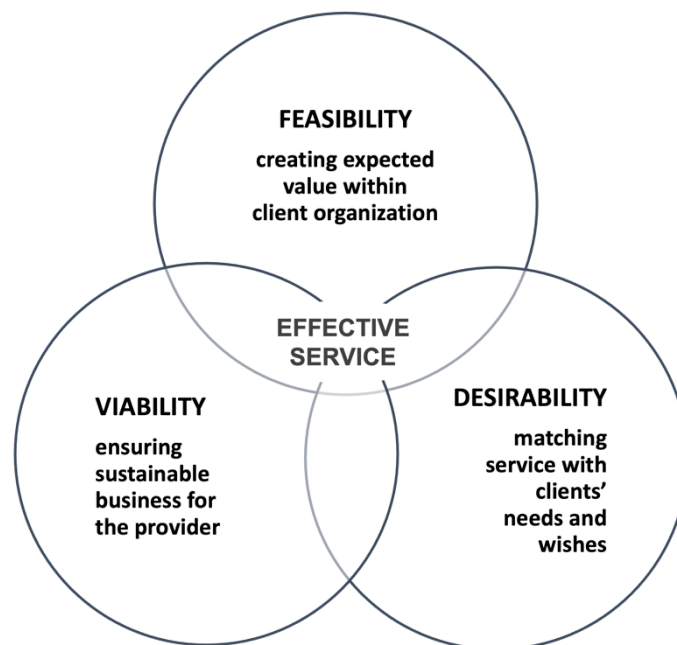 FEASIBILITY
creating expected
value within
client organization
EFFECTIVE
SERVICE
VIABILITY
ensuring
sustainable
business for
the provider
DESIRABILITY
matching
service with
clients’
needs and
wishes